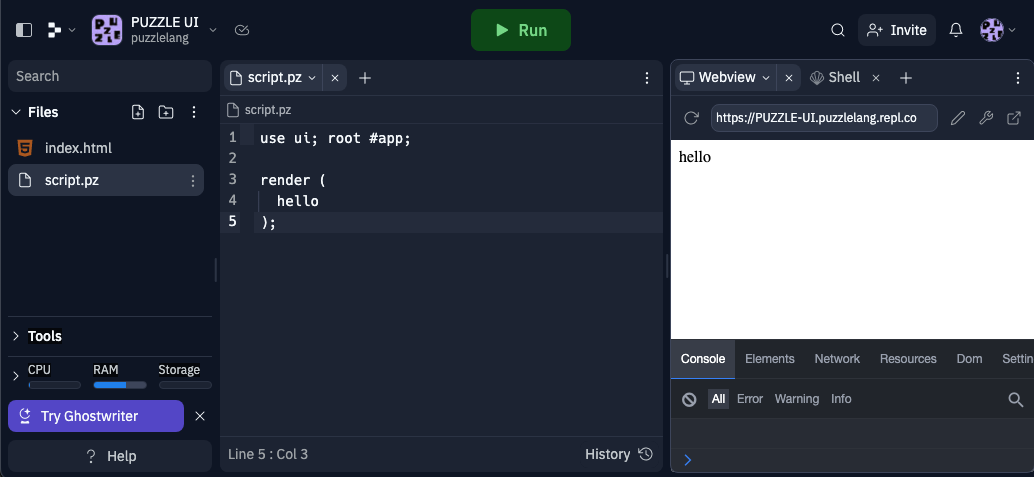 PUZZLE UI
puzzlelang
Run
Invite
Search
Files
index.html
script.pz
Tools
CPU RAM Storage
Try Ghostwriter
? Help
script.pz
script.pz
1 use ui; root #app;
2
3 render (
4 hello
5 );
Line 5 : Col 3
History
Webview
Shell
https://PUZZLE-UI.puzzlelang.repl.co
hello
Console Elements Network Resources Dom Settin
All Error Warning Info